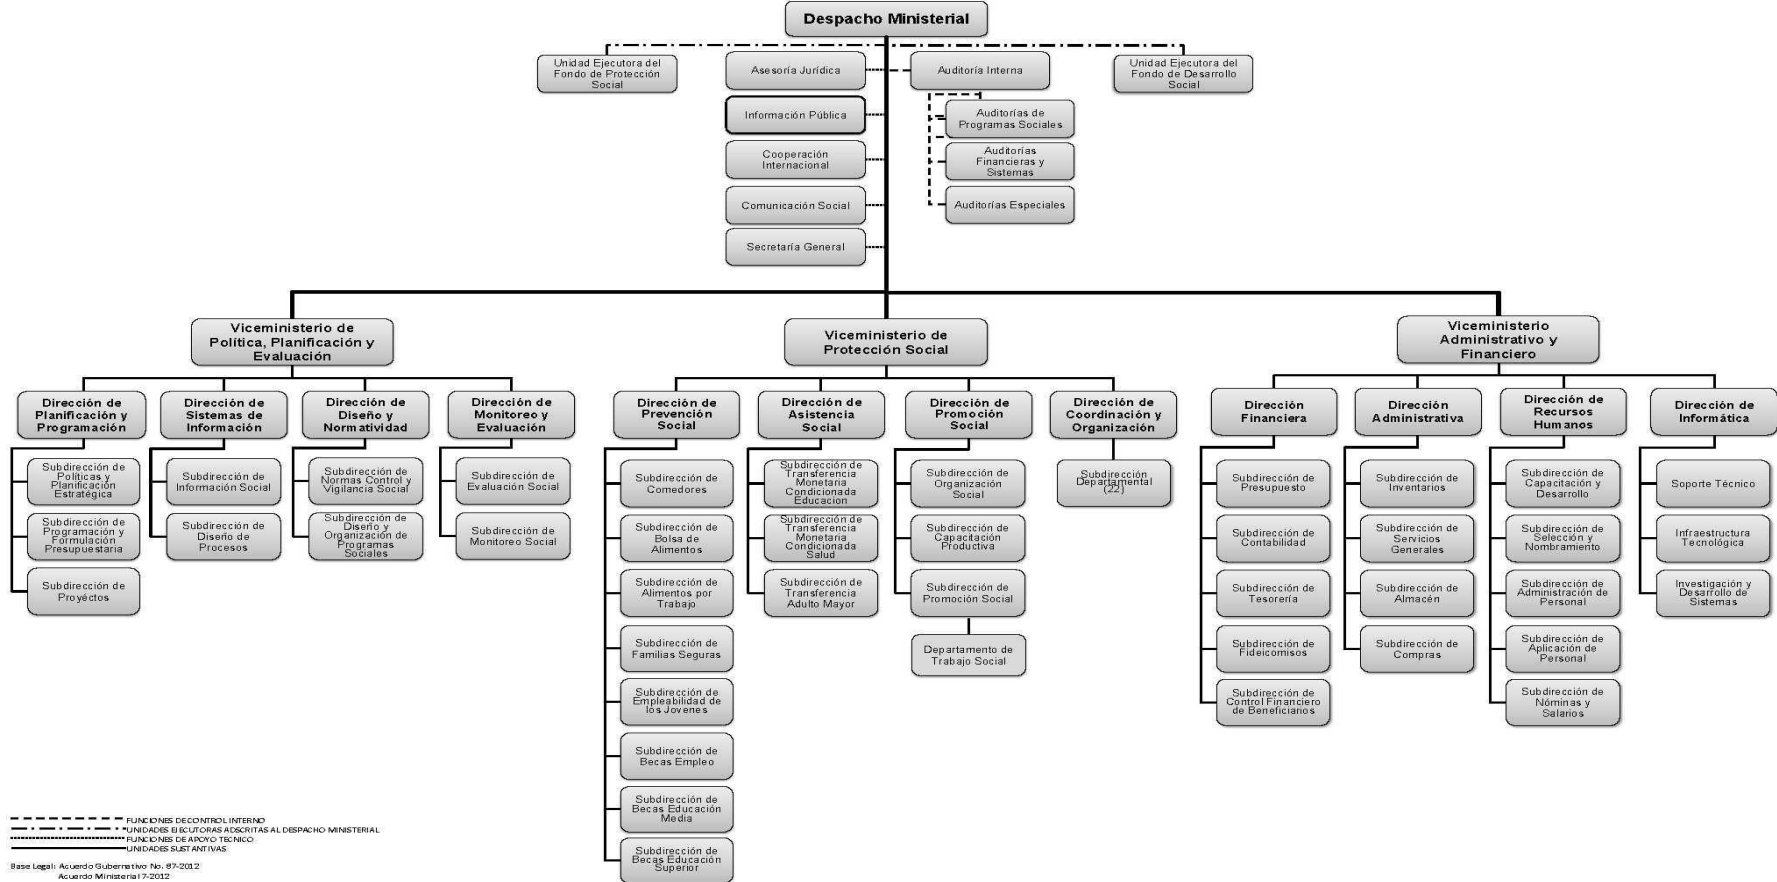 Despacho Ministerial
Unidad Ejecutora del
Fondo de Protección
Social
Asesoría Jurídica
Auditoría Interna
Unidad Ejecutora del
Fondo de Desarrollo
Social
Información Pública
Auditorías de
Programas Sociales
Cooperación
Internacional
Auditorías
Financieras y
Sistemas
Comunicación Social
Auditorías Especiales
Secretaría General
Viceministerio de
Política, Planificación y
Evaluación
Viceministerio de
Protección Social
Viceministerio
Administrativo y
Financiero
Dirección de
Planificación y
Programación
Dirección de
Sistemas de
Información
Dirección de
Diseño y
Normatividad
Dirección de
Monitoreo y
Evaluación
Dirección de
Prevención
Social
Dirección de
Asistencia
Social
Dirección de
Promoción
Social
Dirección de
Coordinación y
Organización
Dirección
Financiera
Dirección
Administrativa
Dirección de
Recursos
Humanos
Dirección de
Informática
Subdirección de
Políticas y
Planificación
Estratégica
Subdirección de
Programación y
Formulación
Presupuestaria
Subdirección de
Proyéctos
Subdirección de
Información Social
Subdirección de
Diseño de
Procesos
Subdirección de
Normas Control y
Vigilancia Social
Subdirección de
Diseño y
Organización de
Programas
Sociales
Subdirección de
Evaluación Social
Subdirección de
Monitoreo Social
Subdirección de
Comedores
Subdirección de
Bolsa de
Alimentos
Subdirección de
Alimentos por
Trabajo
Subdirección de
Familias Seguras
Subdirección de
Empleabilidad de
los Jovenes
Subdirección de
Becas Empleo
Subdirección de
Becas Educación
Media
Subdirección de
Becas Educación
Superior
Subdirección de
Transferencia
Monetaria
Condicionada
Educacion
Subdirección de
Transferencia
Monetaria
Condicionada
Salud
Subdirección de
Transferencia
Adulto Mayor
Subdirección de
Organización
Social
Subdirección de
Capacitación
Productiva
Subdirección de
Promoción Social
Departamento de
Trabajo Social
Subdirección
Departamental
(22)
Subdirección de
Presupuesto
Subdirección de
Contabilidad
Subdirección de
Tesorería
Subdirección de
Fideicomisos
Subdirección de
Control Financiero
de Beneficiarios
Subdirección de
Inventarios
Subdirección de
Servicios
Generales
Subdirección de
Almacén
Subdirección de
Compras
Subdirección de
Capacitación y
Desarrollo
Subdirección de
Selección y
Nombramiento
Subdirección de
Administración de
Personal
Subdirección de
Aplicación de
Personal
Subdirección de
Nóminas y
Salarios
Soporte Técnico
Infraestructura
Tecnológica
Investigación y
Desarrollo de
Sistemas
FUNCIONES DE CONTROL INTERNO
UNIDADES EJECUTORAS ADSCRITAS AL DESPACHO MINISTERIAL
FUNCIONES DE APOYO TECNICO
UNIDADES SUSTANTIVAS
Base Legal: Acuerdo Gubernativo No. 87-2012
Acuerdo Ministerial 7-2012